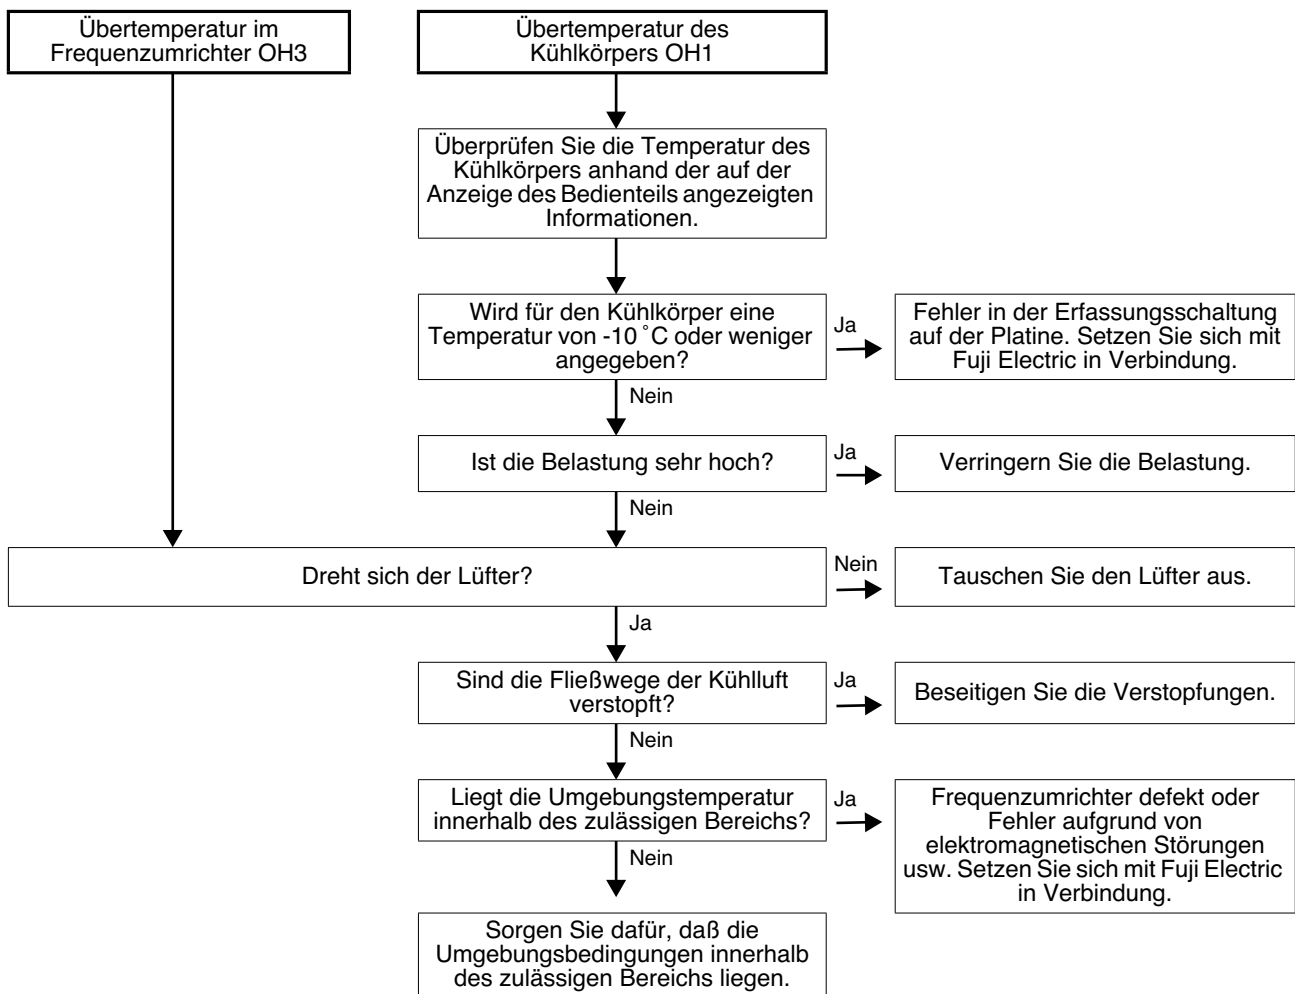 Übertemperatur im
Frequenzumrichter OH3
Übertemperatur des
Kühlkörpers OH1
Überprüfen Sie die Temperatur des
Kühlkörpers anhand der auf der
Anzeige des Bedienteils angezeigten
Informationen.
Wird für den Kühlkörper eine
Temperatur von -10 °C oder weniger
angegeben?
Ja
Fehler in der Erfassungsschaltung
auf der Platine. Setzen Sie sich mit
Fuji Electric in Verbindung.
Nein
Ist die Belastung sehr hoch?
Ja
Verringern Sie die Belastung.
Nein
Dreht sich der Lüfter?
Nein
Tauschen Sie den Lüfter aus.
Ja
Sind die Fließwege der Kühlluft
verstopft?
Ja
Beseitigen Sie die Verstopfungen.
Nein
Liegt die Umgebungstemperatur
innerhalb des zulässigen Bereichs?
Ja
Frequenzumrichter defekt oder
Fehler aufgrund von
elektromagnetischen Störungen
usw. Setzen Sie sich mit Fuji Electric
in Verbindung.
Nein
Sorgen Sie dafür, daß die
Umgebungsbedingungen innerhalb
des zulässigen Bereichs liegen.